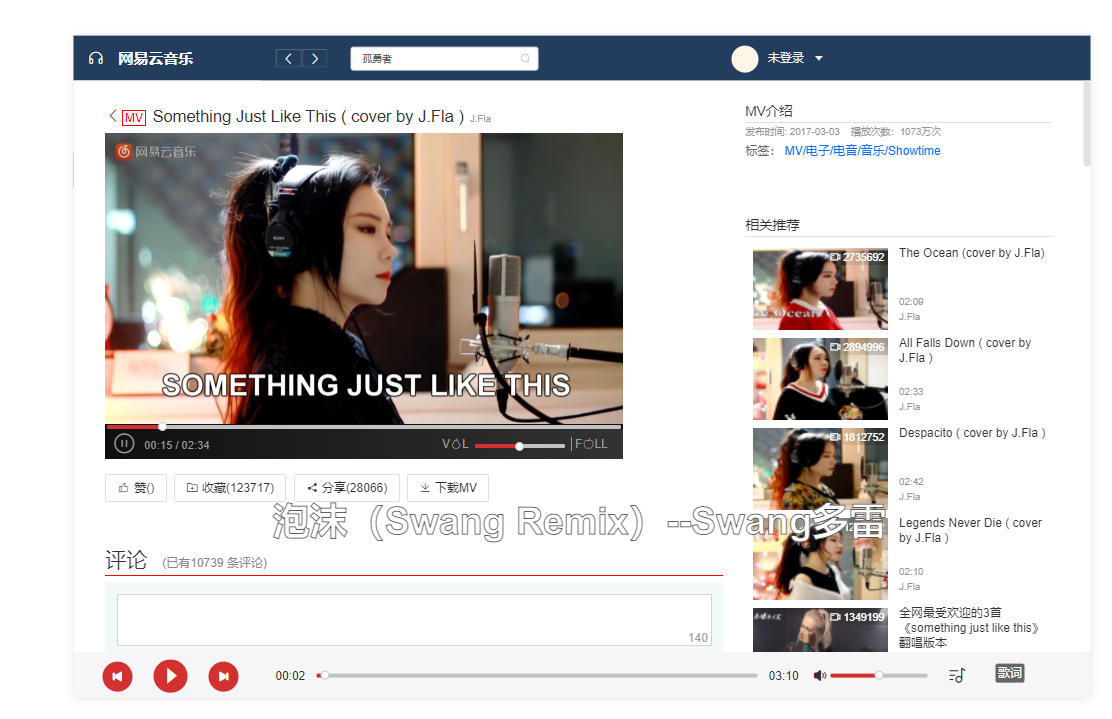 网易云音乐
孤勇者
未登录
MV Something Just Like This ( cover by J.Fla ) J.Fla
网易云音乐
SONY
SOMETHING JUST LIKE THIS
00:15 / 02:34
VOL
FULL
赞()
收藏(123717)
分享(28066)
下载MV
泡沫（Swang Remix）--Swang多雷
评论 (已有10739 条评论)
140
MV介绍
发布时间: 2017-03-03 播放次数: 1073万次
标签： MV/电子/电音/音乐/Showtime
相关推荐
2735692
The Ocean
The Ocean (cover by J.Fla)
02:09
J.Fla
2894996
All Falls Down ( cover by
J.Fla )
02:33
J.Fla
1812752
Despacito ( cover by J.Fla )
02:42
J.Fla
Legends Never Die ( cover
by J.Fla )
02:10
J.Fla
1349199
全网最受欢迎的3首
《something just like this》
翻唱版本
00:02
03:10
歌词